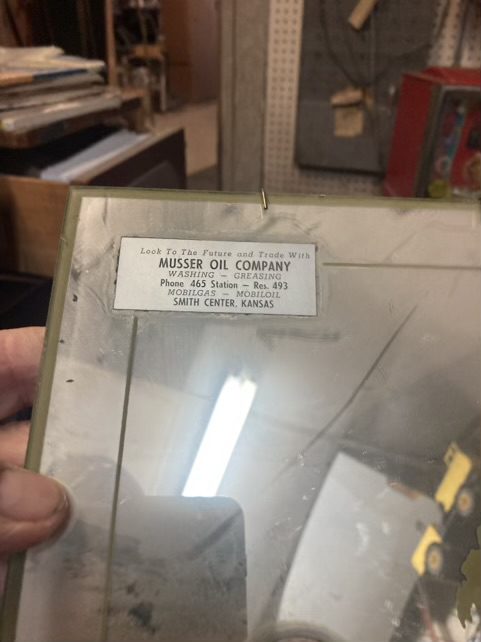 Look To The Future and Trade With
MUSSER OIL COMPANY
WASHING — GREASING
Phone 465 Station — Res. 493
MOBILGAS — MOBILOIL
SMITH CENTER, KANSAS